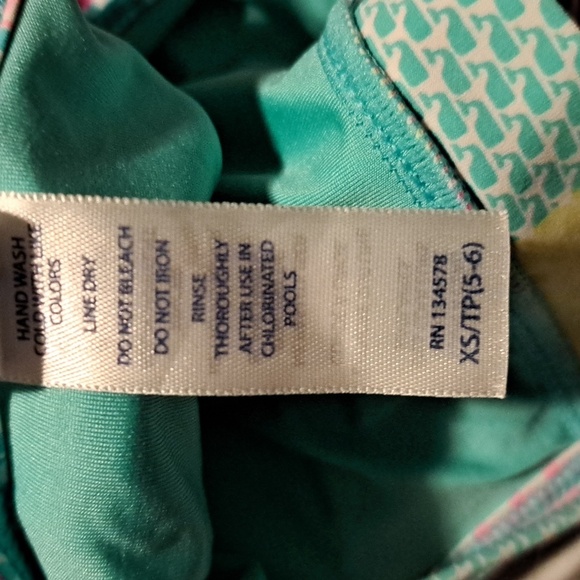 HAND WASH
COLD WITH LIKE
COLORS
LINE DRY
DO NOT BLEACH
DO NOT IRON
RINSE
THOROUGHLY
AFTER USE IN
CHLORINATED
POOLS
RN 134578
XS/TP(5-6)